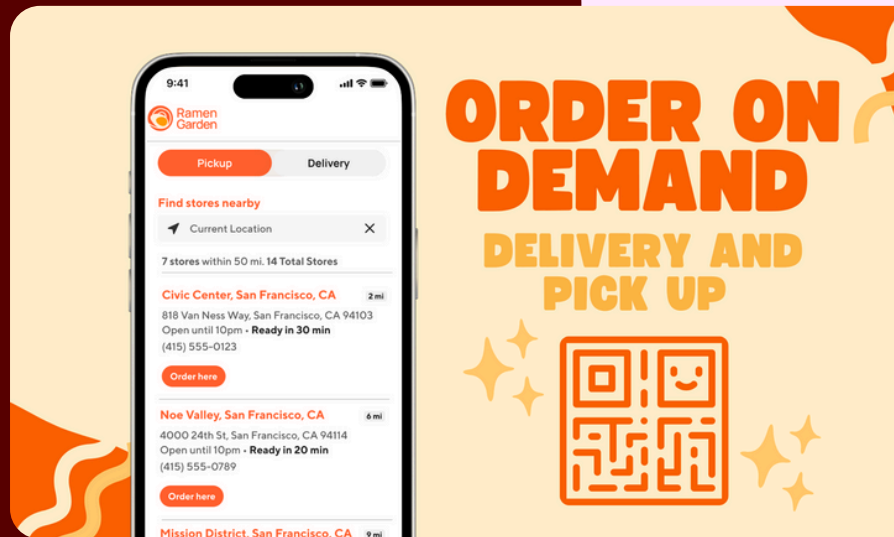 9:41
Ramen
Garden
Pickup
Delivery
Find stores nearby
Current Location
7 stores within 50 mi. 14 Total Stores
Civic Center, San Francisco, CA
2 mi
818 Van Ness Way, San Francisco, CA 94103
Open until 10pm • Ready in 30 min
(415) 555-0123
Order here
Noe Valley, San Francisco, CA
6 mi
4000 24th St, San Francisco, CA 94114
Open until 10pm • Ready in 20 min
(415) 555-0789
Order here
Mission District, San Francisco, CA
9 mi
ORDER ON
DEMAND
DELIVERY AND
PICK UP